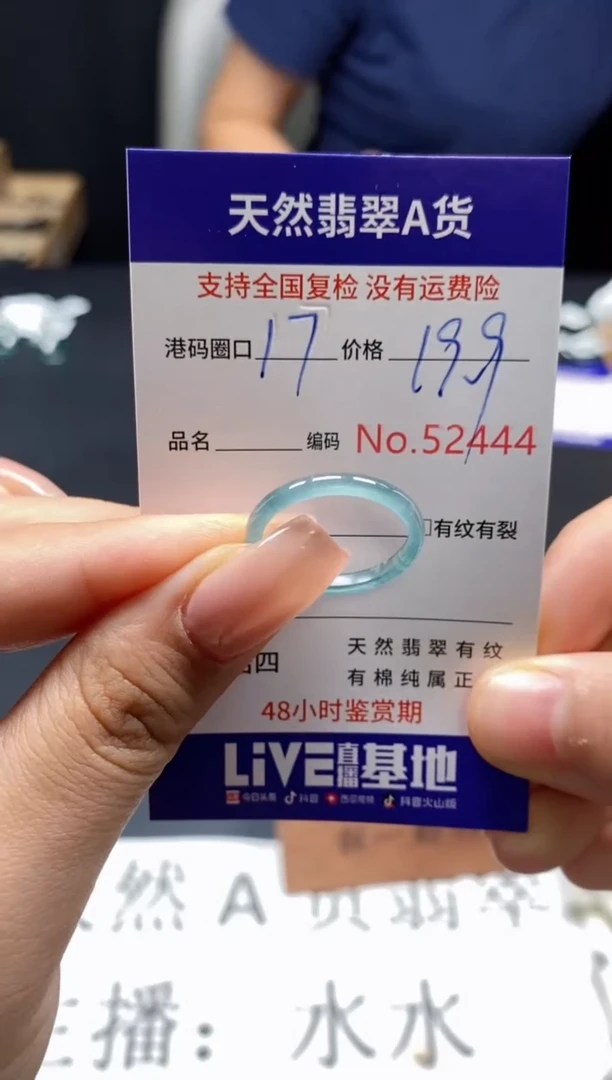 天然翡翠A货
支持全国复检 没有运费险
港码圈口 17 价格 199
品名 编码 No.52444
有纹有裂
四 天然翡翠有纹
有棉纯属正
48小时鉴赏期
LiVE直播基地
今日头条 抖音 西瓜视频 抖音火山版
然A货翡翠
主播：水水